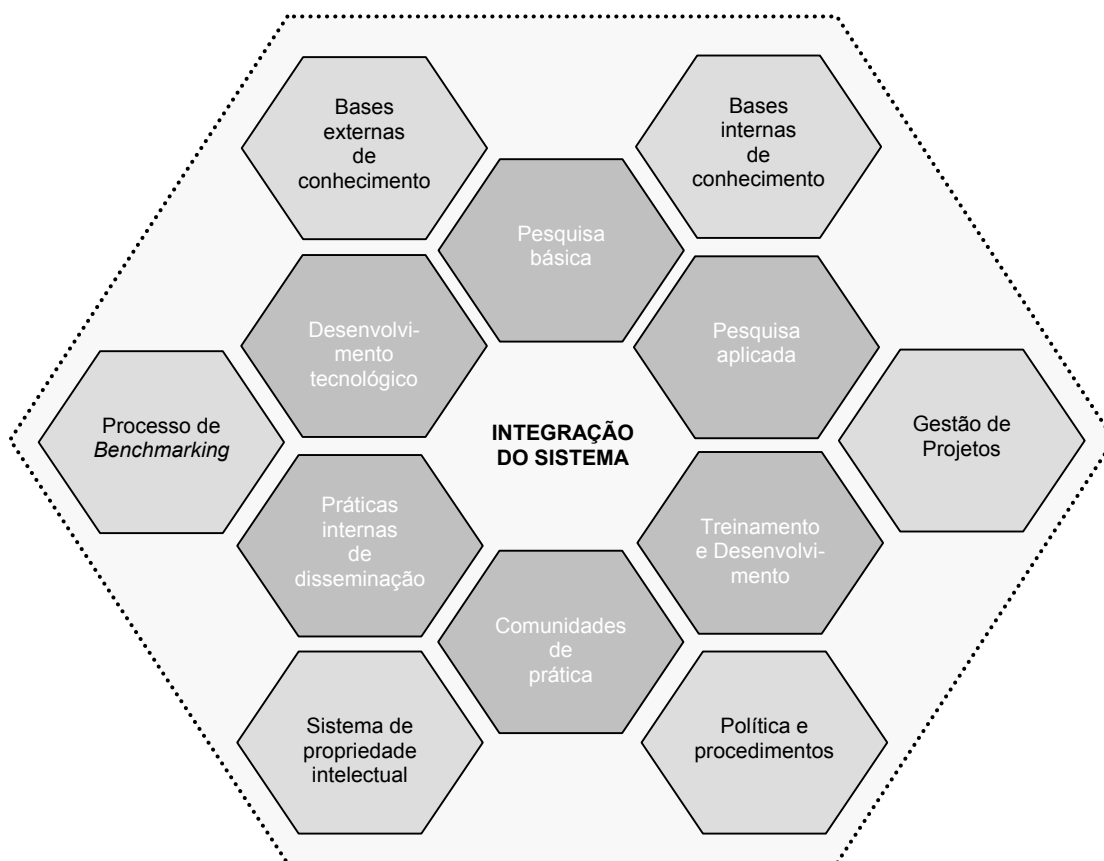 Bases
externas
de
conhecimento
Bases
internas
de
conhecimento
Pesquisa
básica
Desenvolvi-
mento
tecnológico
Pesquisa
aplicada
Processo de
Benchmarking
INTEGRAÇÃO
DO SISTEMA
Gestão de
Projetos
Práticas
internas
de
disseminação
Treinamento
e Desenvolvi-
mento
Comunidades
de
prática
Sistema de
propriedade
intelectual
Política e
procedimentos